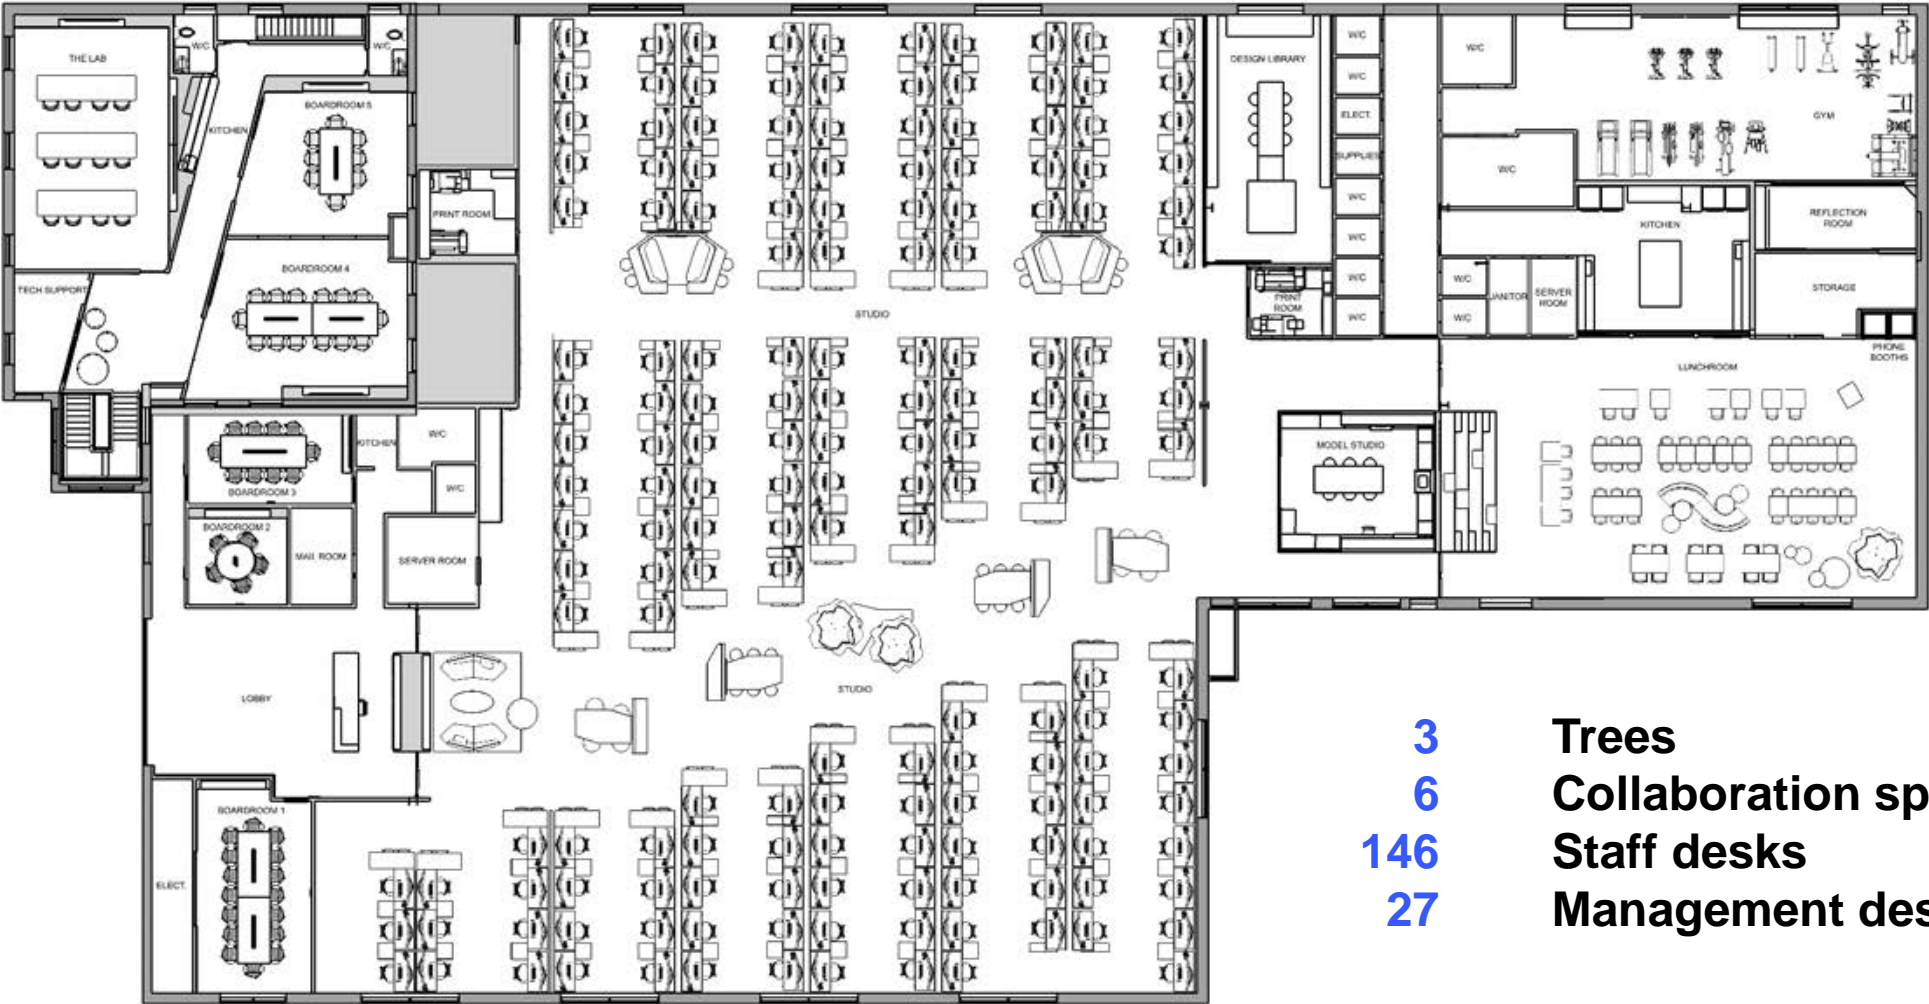 THE LAB
W/C
W/C
KITCHEN
BOARDROOM 5
PRINT ROOM
BOARDROOM 4
TECH SUPPORT
BOARDROOM 3
KITCHEN
W/C
W/C
BOARDROOM 2
MAIL ROOM
SERVER ROOM
LOBBY
BOARDROOM 1
ELECT.
STUDIO
STUDIO
DESIGN LIBRARY
W/C
W/C
ELECT.
SUPPLIES
W/C
W/C
W/C
W/C
PRINT
ROOM
W/C
GYM
W/C
KITCHEN
REFLECTION
ROOM
W/C
W/C
JANITOR
SERVER
ROOM
STORAGE
PHONE
BOOTHS
LUNCHROOM
MODEL STUDIO
3 Trees
6 Collaboration sp
146 Staff desks
27 Management des